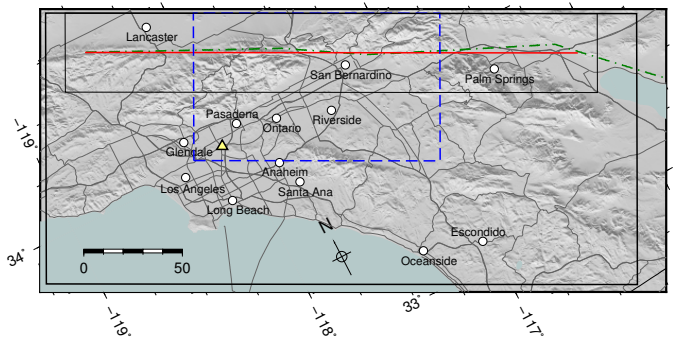 Lancaster
San Bernardino
Palm Springs
Pasadena
Ontario
Riverside
−119°
Glendale
Anaheim
Los Angeles
Santa Ana
Long Beach
N
Escondido
Oceanside
34°
0
50
33°
−119°
−118°
−117°